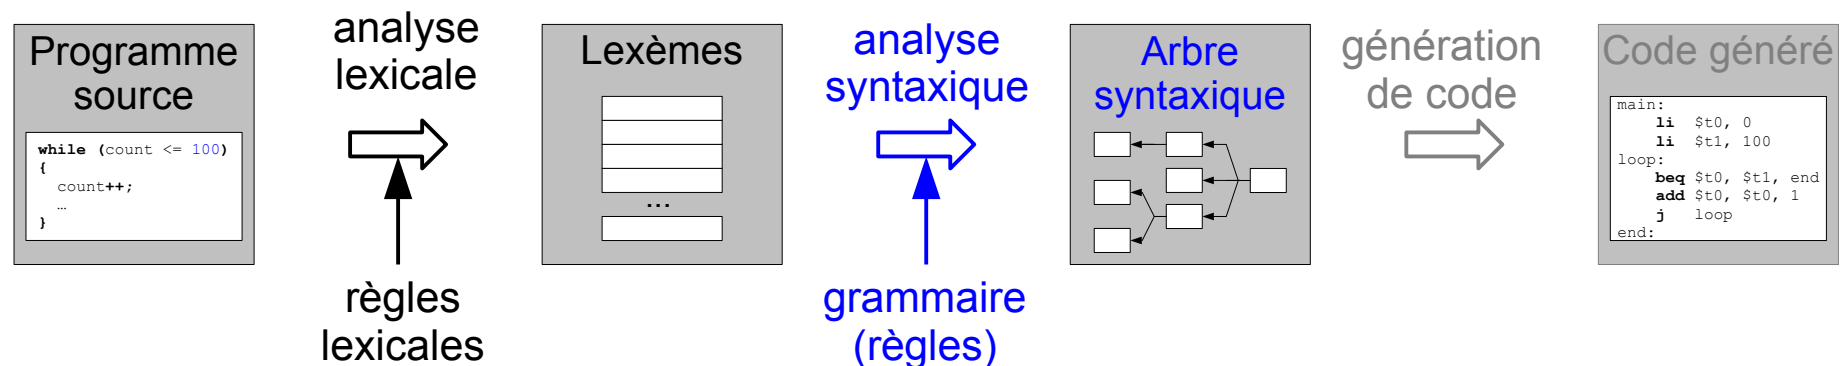 Programme
source
while (count <= 100)
{
count++;
…
}
analyse
lexicale
règles
lexicales
Lexèmes
...
analyse
syntaxique
grammaire
(règles)
Arbre
syntaxique
génération
de code
Code généré
main:
li $t0, 0
li $t1, 100
loop:
beq $t0, $t1, end
add $t0, $t0, 1
j loop
end: